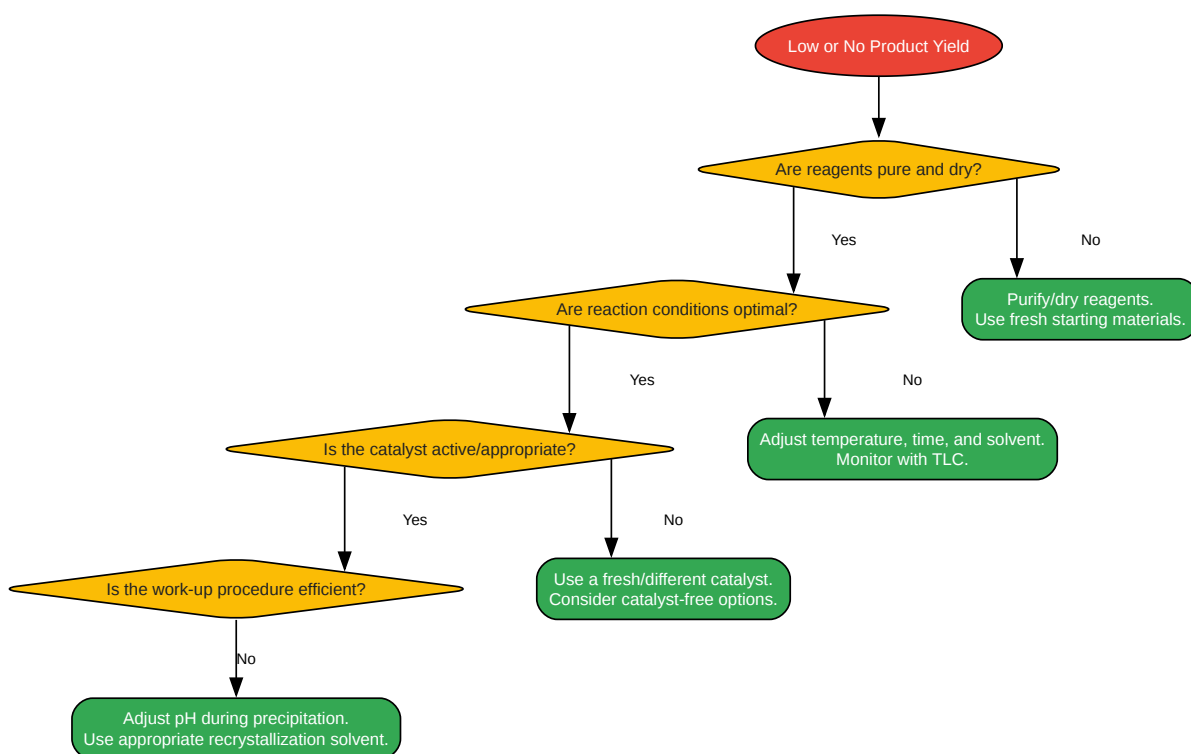 Low or No Product Yield
Are reagents pure and dry?
Yes
No
Purify/dry reagents.
Use fresh starting materials.
Are reaction conditions optimal?
Yes
No
Adjust temperature, time, and solvent.
Monitor with TLC.
Is the catalyst active/appropriate?
Yes
No
Use a fresh/different catalyst.
Consider catalyst-free options.
Is the work-up procedure efficient?
No
Adjust pH during precipitation.
Use appropriate recrystallization solvent.